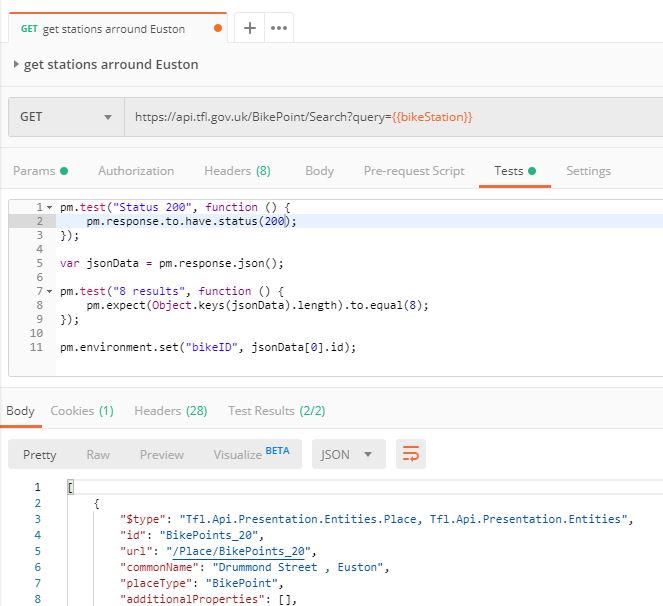 GET get stations arround Euston + •••
get stations arround Euston
GET https://api.tfl.gov.uk/BikePoint/Search?query={{bikeStation}}
Params Authorization Headers (8) Body Pre-request Script Tests Settings
1 pm.test("Status 200", function () {
2 pm.response.to.have.status(200);
3 });
4
5 var jsonData = pm.response.json();
6
7 pm.test("8 results", function () {
8 pm.expect(Object.keys(jsonData).length).to.equal(8);
9 });
10
11 pm.environment.set("bikeID", jsonData[0].id);
Body Cookies (1) Headers (28) Test Results (2/2)
Pretty Raw Preview Visualize BETA JSON
1 [
2 {
3 "$type": "Tfl.Api.Presentation.Entities.Place, Tfl.Api.Presentation.Entities",
4 "id": "BikePoints_20",
5 "url": "/Place/BikePoints_20",
6 "commonName": "Drummond Street , Euston",
7 "placeType": "BikePoint",
8 "additionalProperties": [],